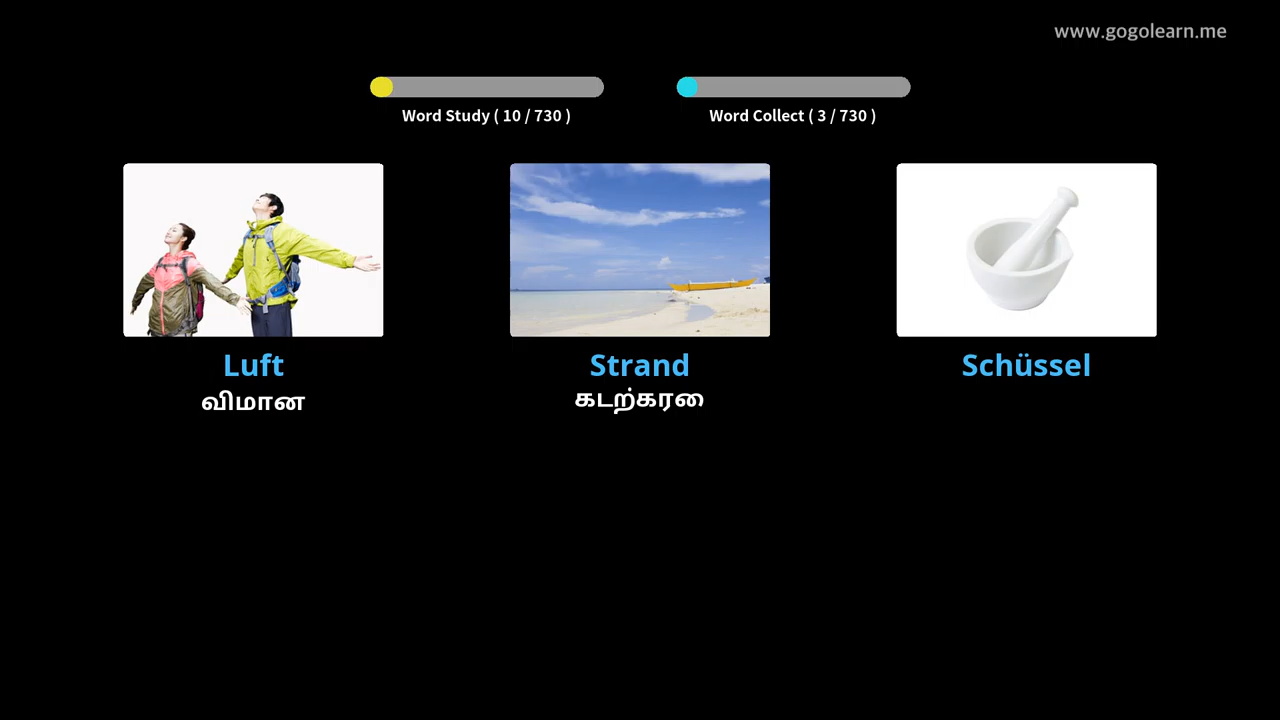 www.gogolearn.me
Word Study ( 10 / 730 )
Word Collect ( 3 / 730 )
Luft
விமான
Strand
கடற்கரை
Schüssel